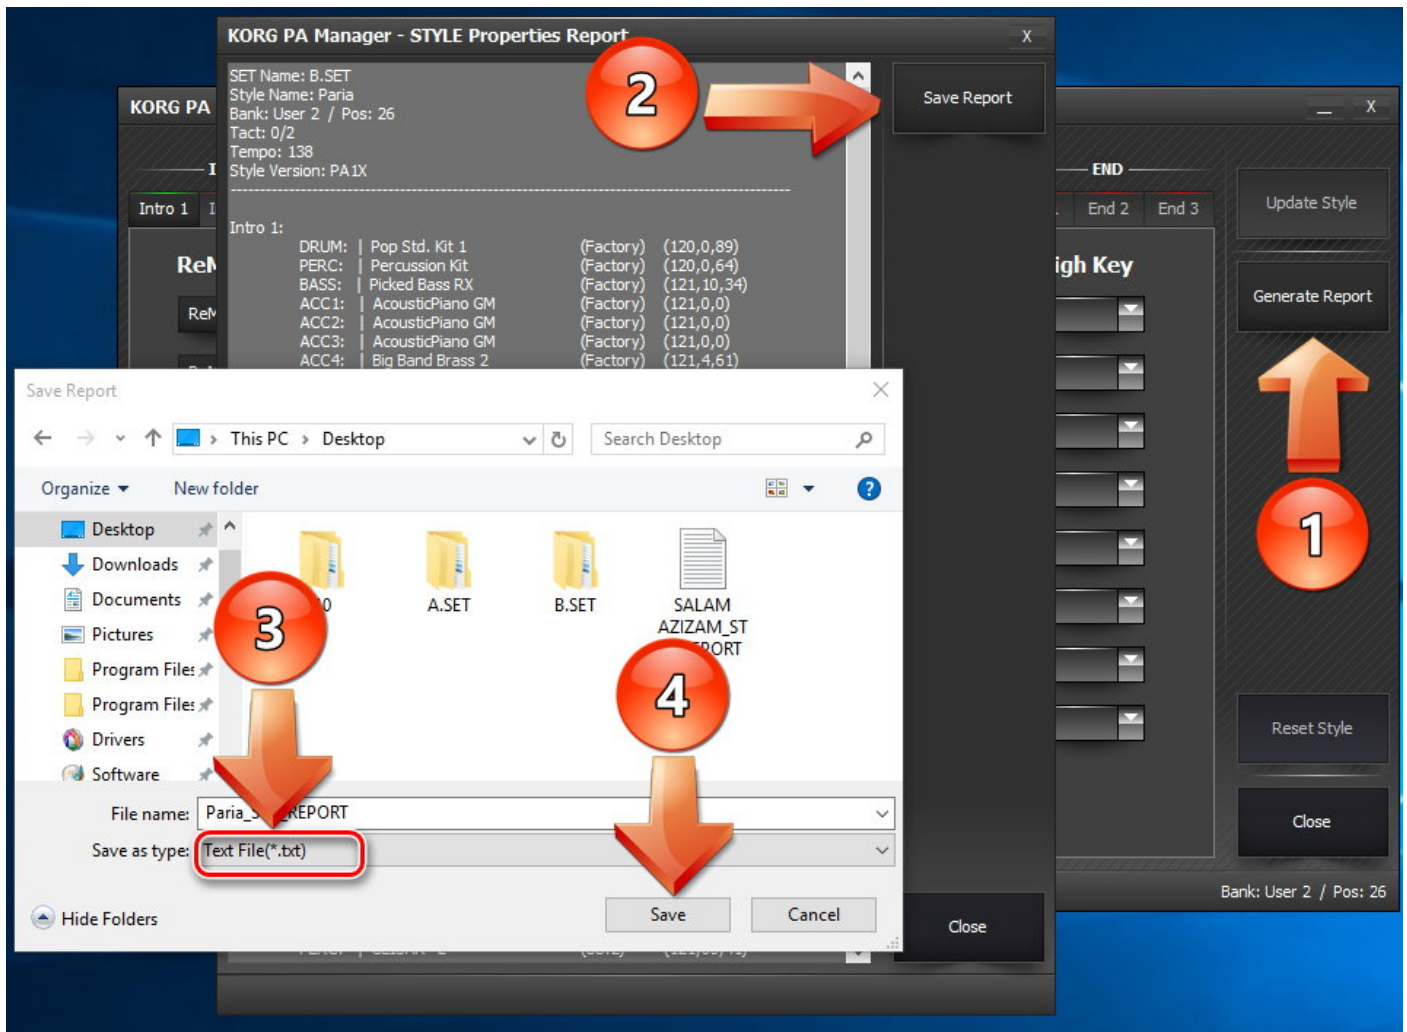 KORG PA Manager - STYLE Properties Report
X
SET Name: B.SET
Style Name: Paria
Bank: User 2 / Pos: 26
Tact: 0/2
Tempo: 138
Style Version: PA1X
Intro 1:
DRUM: | Pop Std. Kit 1 (Factory) (120,0,89)
PERC: | Percussion Kit (Factory) (120,0,64)
BASS: | Picked Bass RX (Factory) (121,10,34)
ACC1: | AcousticPiano GM (Factory) (121,0,0)
ACC2: | AcousticPiano GM (Factory) (121,0,0)
ACC3: | AcousticPiano GM (Factory) (121,0,0)
ACC4: | Big Band Brass 2 (Factory) (121,4,61)
Save Report
2
KORG PA
_ X
Intro 1
END
End 2 End 3
igh Key
Update Style
Generate Report
1
Reset Style
Close
Bank: User 2 / Pos: 26
Close
Save Report
This PC > Desktop
Search Desktop
Organize
New folder
?
Desktop
Downloads
Documents
Pictures
Program Files
Program Files
Drivers
Software
A.SET
B.SET
SALAM
AZIZAM_ST
3
4
File name:
REPORT
Save as type: Text File(*.txt)
Hide Folders
Save
Cancel